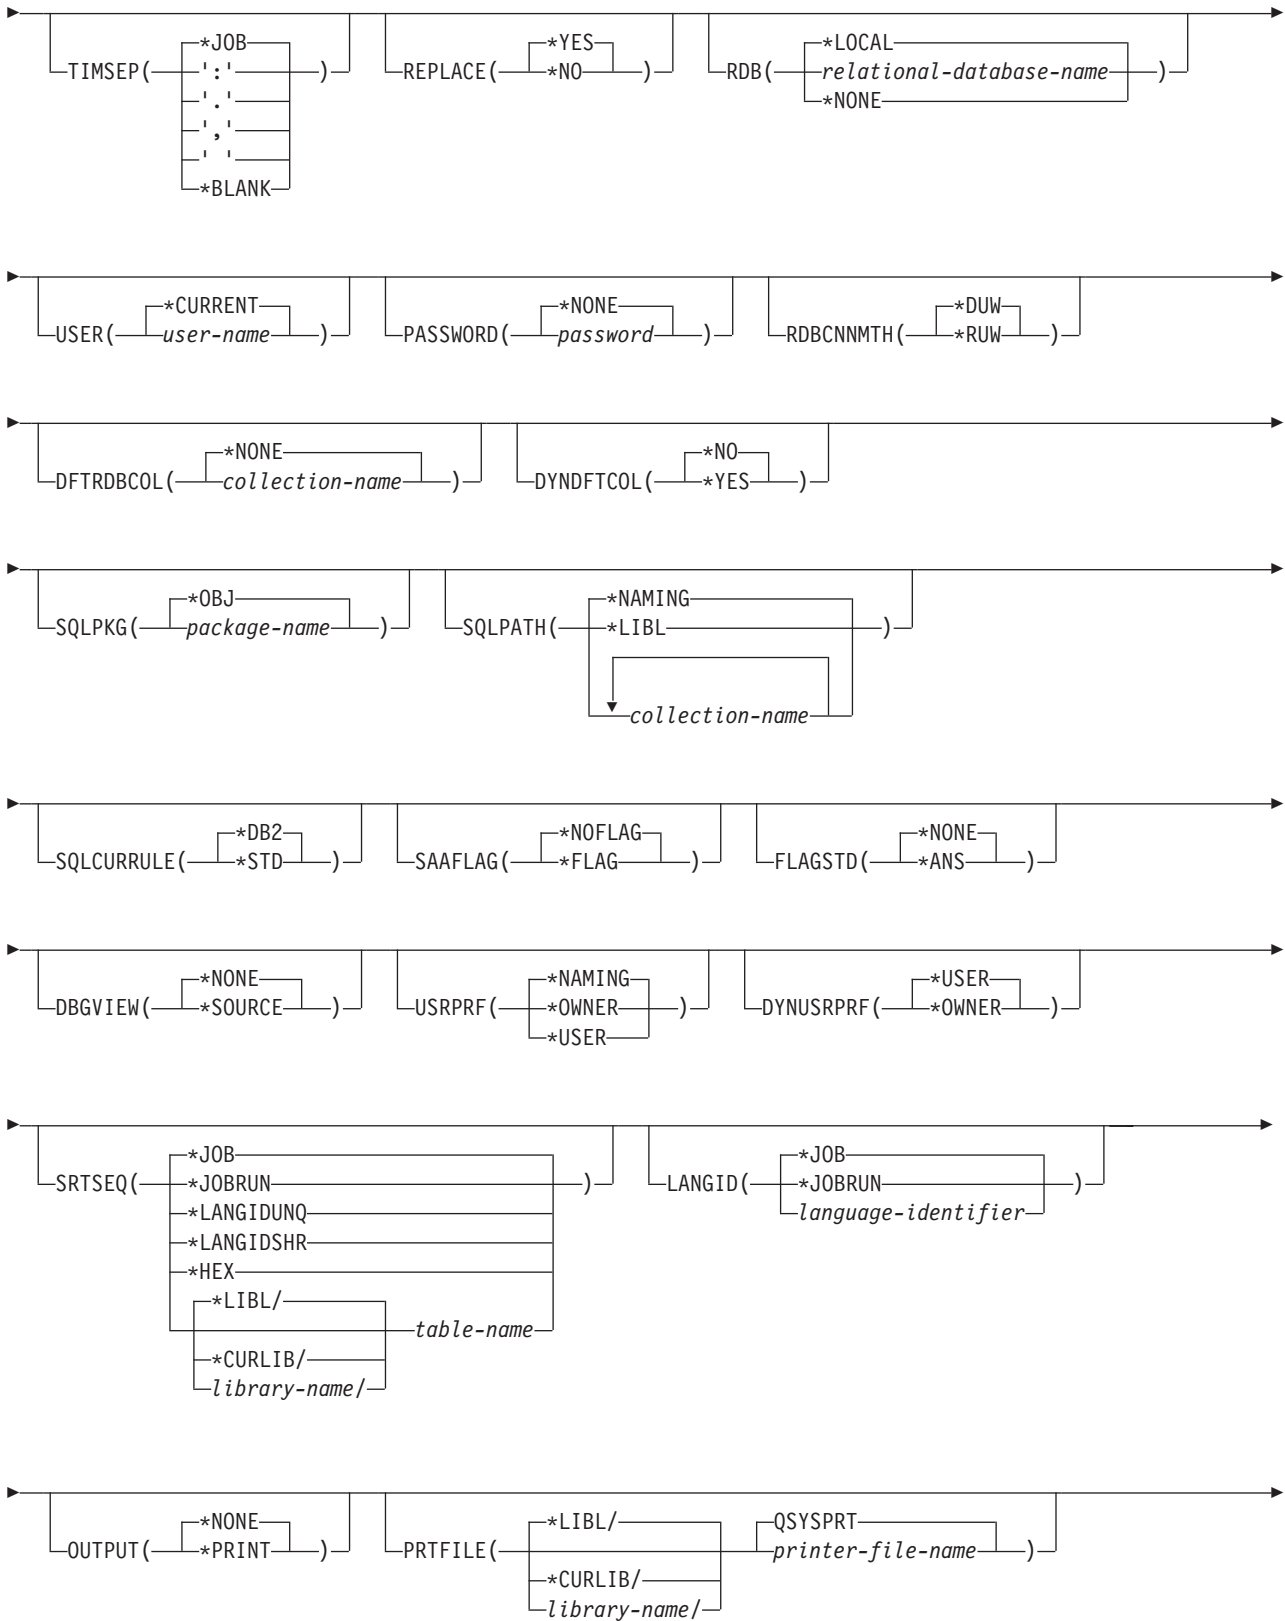 *JOB *YES *LOCAL
TIMSEP( ':' ) REPLACE( *NO ) RDB( relational-database-name )
'.' *NONE
','
' '
*BLANK
*CURRENT *NONE *DUW
USER( user-name ) PASSWORD( password ) RDBCNNMTH( *RUW )
*NONE *NO
DFTRDBCOL( collection-name ) DYNDFTCOL( *YES )
*OBJ *NAMING
SQLPKG( package-name ) SQLPATH( *LIBL )
collection-name
*DB2 *NOFLAG *NONE
SQLCURRULE( *STD ) SAAFLAG( *FLAG ) FLAGSTD( *ANS )
*NONE *NAMING *USER
DBGVIEW( *SOURCE ) USRPRF( *OWNER ) DYNUSRPRF( *OWNER )
*USER
*JOB *JOB
SRTSEQ( *JOBRUN ) LANGID( *JOBRUN )
*LANGIDUNQ language-identifier
*LANGIDSHR
*HEX
*LIBL/
table-name
*CURLIB/
library-name/
*NONE *LIBL/ QSYSPRT
OUTPUT( *PRINT ) PRTFILE( printer-file-name )
*CURLIB/
library-name/